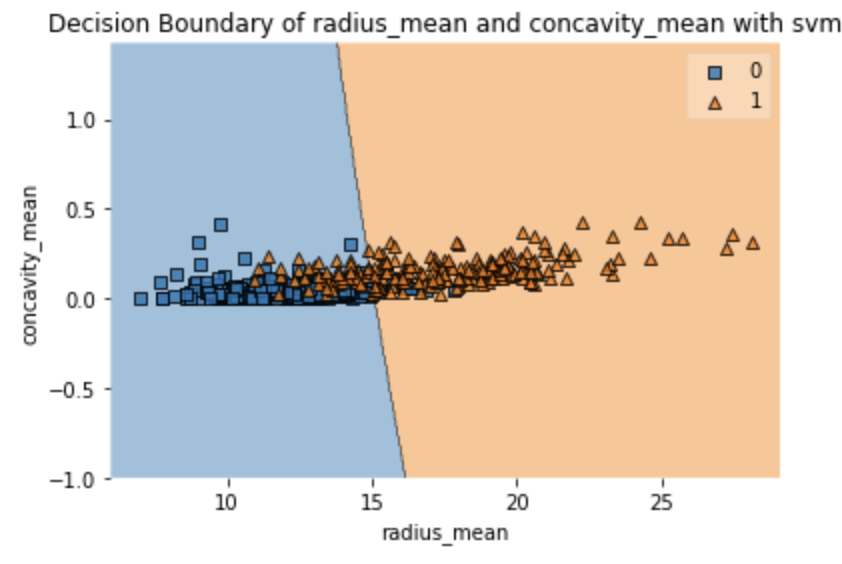 Decision Boundary of radius_mean and concavity_mean with svm
0
1
concavity_mean
1.0
0.5
0.0
−0.5
−1.0
10 15 20 25
radius_mean